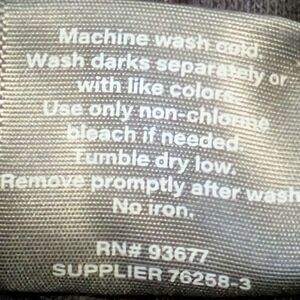 Machine wash cold.
Wash darks separately or
with like colors.
Use only non-chlorine
bleach if needed.
Tumble dry low.
Remove promptly after wash
No iron.
RN# 93677
SUPPLIER 76258-3